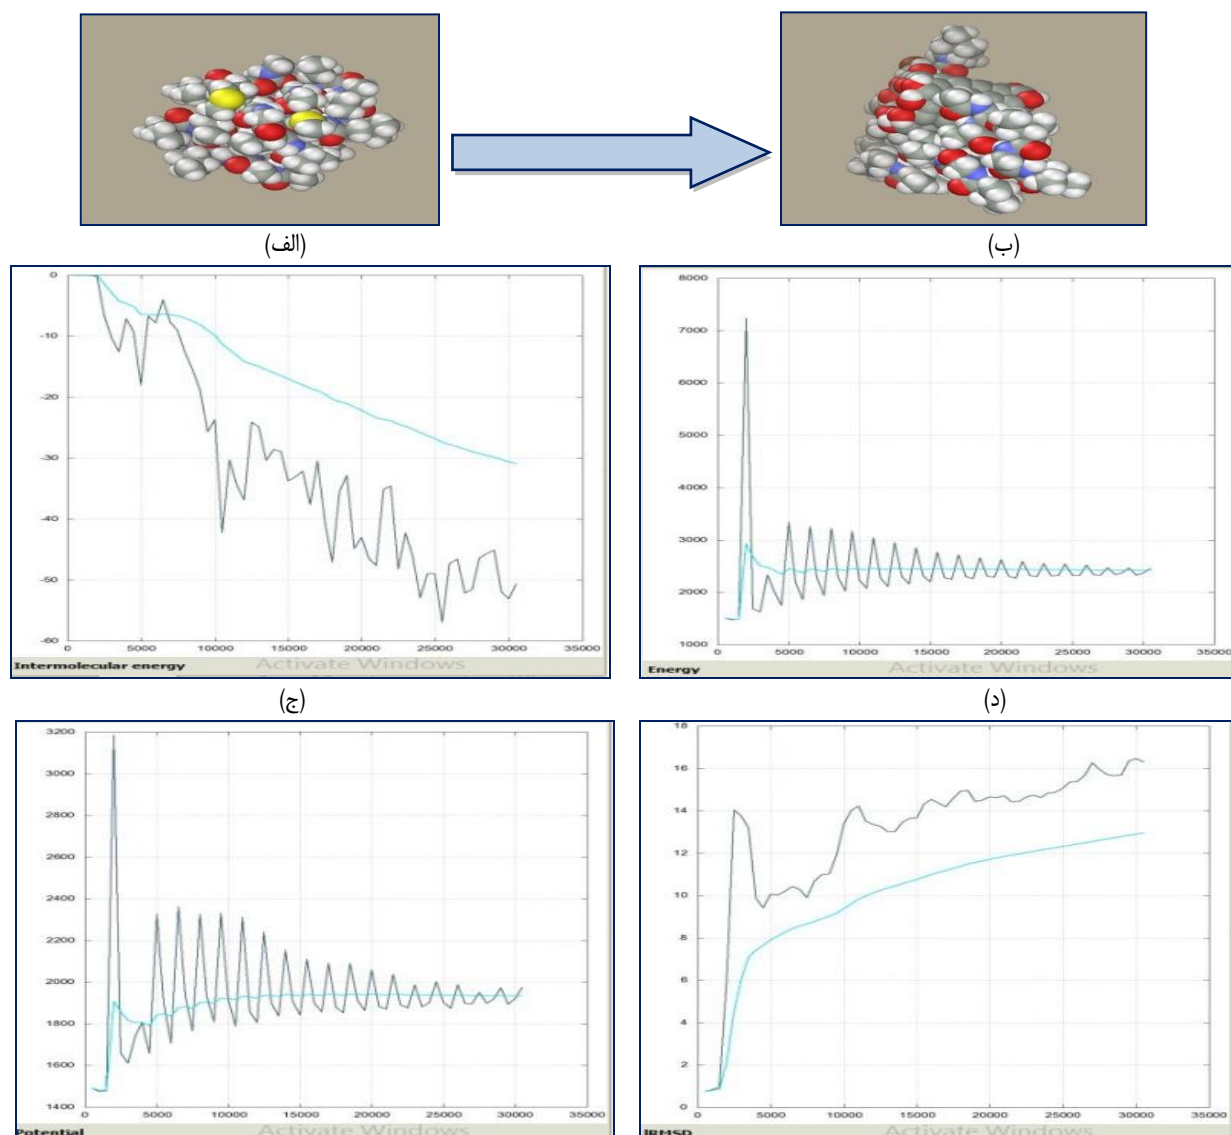 (الف)
(ب)
0
-10
-20
-30
-40
-50
-60
0 5000 10000 15000 20000 25000 30000 35000
Intermolecular energy
Activate Windows
8000
7000
6000
5000
4000
3000
2000
1000
0 5000 10000 15000 20000 25000 30000 35000
Energy
Activate Windows
(ج)
(د)
3200
3000
2800
2600
2400
2200
2000
1800
1600
1400
0 5000 10000 15000 20000 25000 30000 35000
Potential
Activate Windows
18
16
14
12
10
8
6
4
2
0
0 5000 10000 15000 20000 25000 30000 35000
IRMSD
Activate Windows